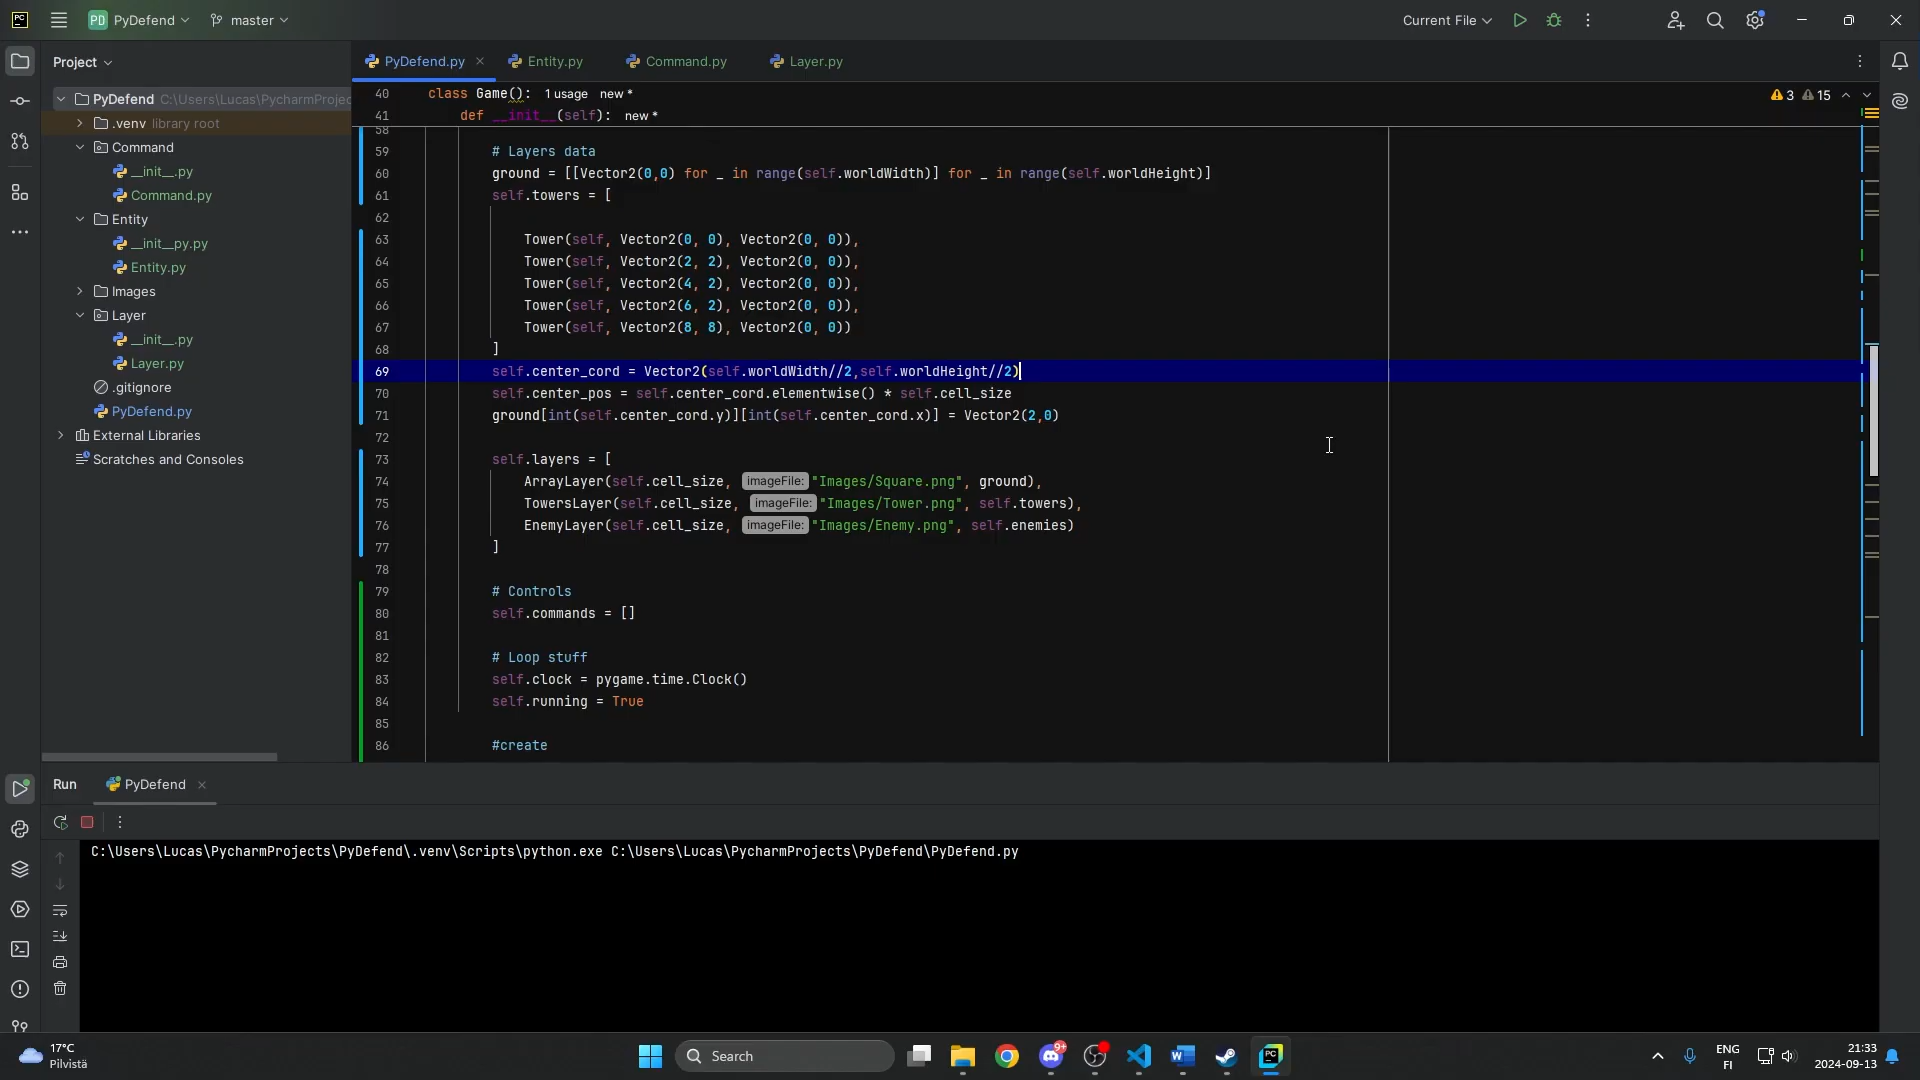 PC PD PyDefend master Current File
Project PyDefend.py Entity.py Command.py Layer.py
PyDefend C:\Users\Lucas\PycharmProjec
.venv library root
Command
__init__.py
Command.py
Entity
__init__py.py
Entity.py
Images
Layer
__init__.py
Layer.py
.gitignore
PyDefend.py
External Libraries
Scratches and Consoles
40 class Game(): 1 usage new * 3 15
41 def __init__(self): new *
58
59 # Layers data
60 ground = [[Vector2(0,0) for _ in range(self.worldWidth)] for _ in range(self.worldHeight)]
61 self.towers = [
62
63 Tower(self, Vector2(0, 0), Vector2(0, 0)),
64 Tower(self, Vector2(2, 2), Vector2(0, 0)),
65 Tower(self, Vector2(4, 2), Vector2(0, 0)),
66 Tower(self, Vector2(6, 2), Vector2(0, 0)),
67 Tower(self, Vector2(8, 8), Vector2(0, 0))
68 ]
69 self.center_cord = Vector2(self.worldWidth//2,self.worldHeight//2)
70 self.center_pos = self.center_cord.elementwise() * self.cell_size
71 ground[int(self.center_cord.y)][int(self.center_cord.x)] = Vector2(2,0)
72
73 self.layers = [
74 ArrayLayer(self.cell_size, imageFile: "Images/Square.png", ground),
75 TowersLayer(self.cell_size, imageFile: "Images/Tower.png", self.towers),
76 EnemyLayer(self.cell_size, imageFile: "Images/Enemy.png", self.enemies)
77 ]
78
79 # Controls
80 self.commands = []
81
82 # Loop stuff
83 self.clock = pygame.time.Clock()
84 self.running = True
85
86 #create
Run PyDefend
C:\Users\Lucas\PycharmProjects\PyDefend\.venv\Scripts\python.exe C:\Users\Lucas\PycharmProjects\PyDefend\PyDefend.py
17°C
Pilvistä
Search
9+
W
PC
ENG
FI
21:33
2024-09-13